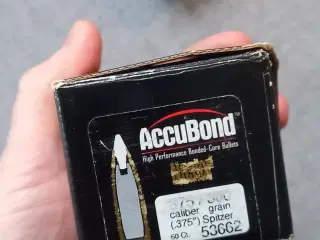 ACCUBOND
High Performance Bonded-Core Bullets
caliber grain
(.375") Spitzer
50 Ct. 53662